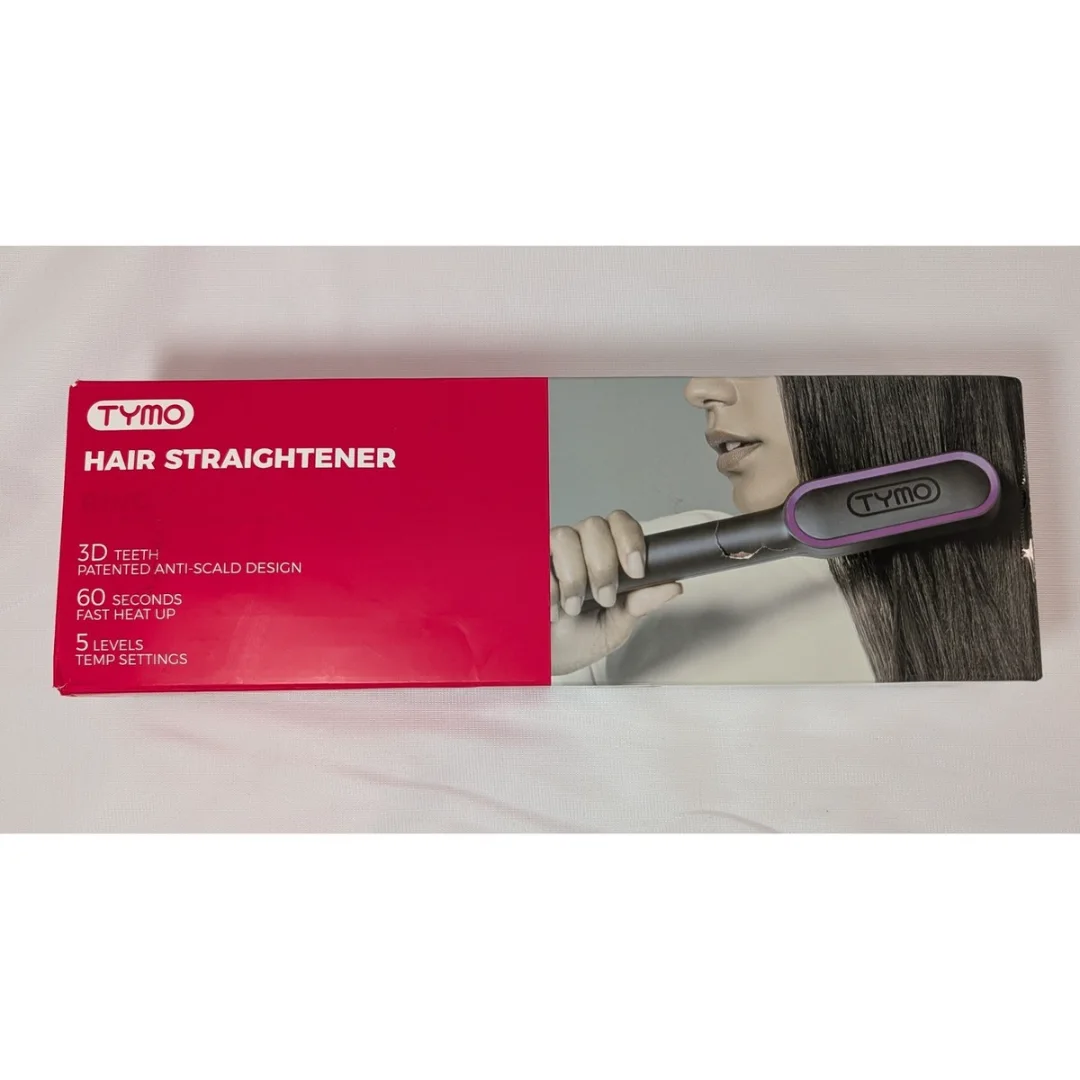 TYMO
HAIR STRAIGHTENER
3D TEETH
PATENTED ANTI-SCALD DESIGN
60 SECONDS
FAST HEAT UP
5 LEVELS
TEMP SETTINGS
TYMO